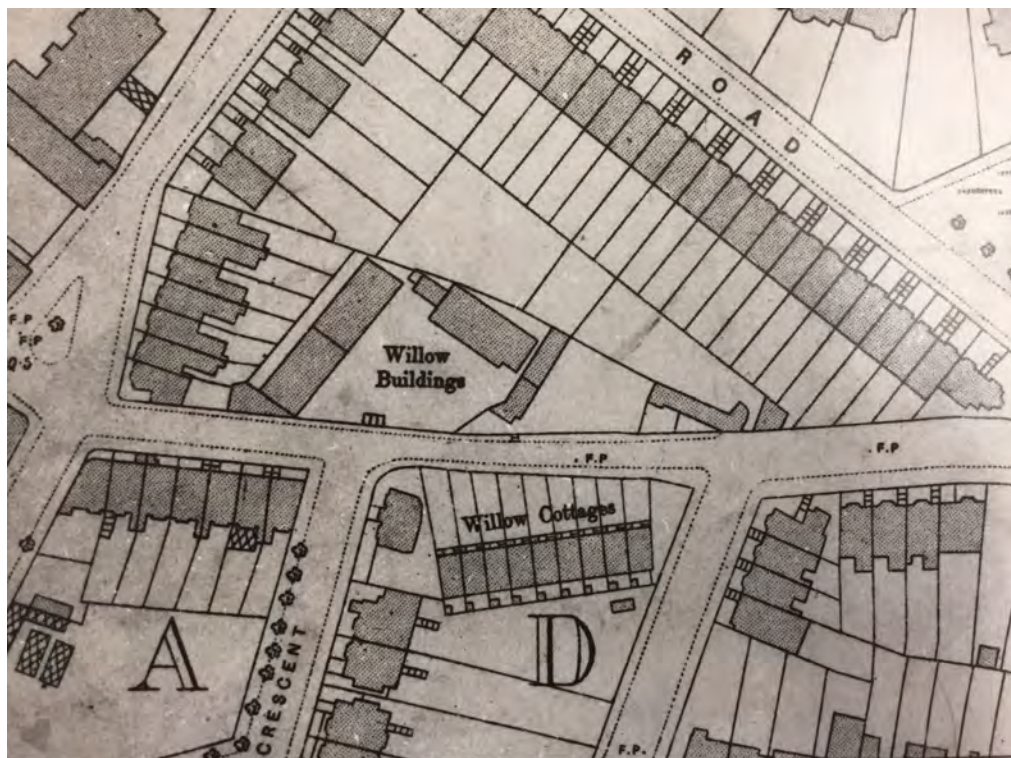 ROAD
F.P
F.P
Q.S
Willow
Buildings
F.P
F.P
Willow Cottages
A
D
CRESCENT
F.P.